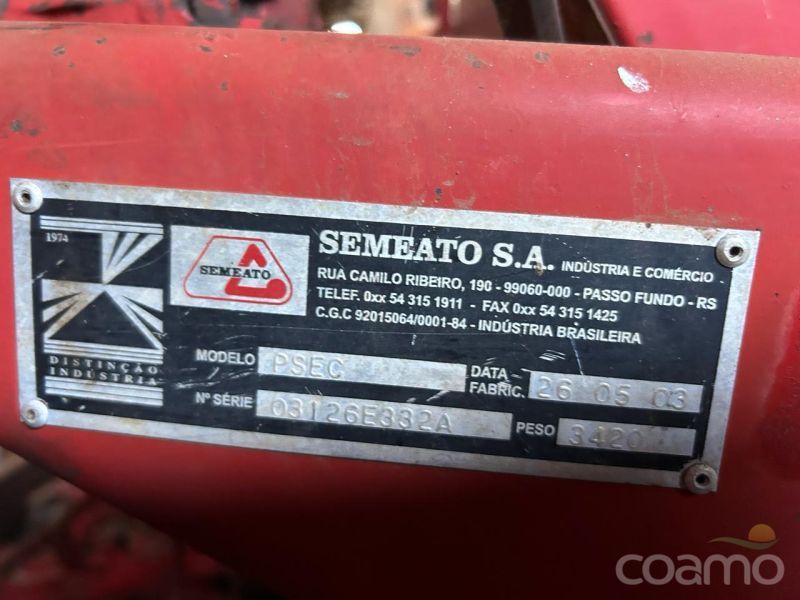 1974
DISTINÇÃO
INDÚSTRIA
SEMEATO
SEMEATO S.A. INDÚSTRIA E COMÉRCIO
RUA CAMILO RIBEIRO, 190 - 99060-000 - PASSO FUNDO - RS
TELEF. 0xx 54 315 1911 - FAX 0xx 54 315 1425
C.G.C 92015064/0001-84 - INDÚSTRIA BRASILEIRA
MODELO PSEC DATA FABRIC. 26 05 03
Nº SÉRIE 03126E332A PESO 3420
coamo